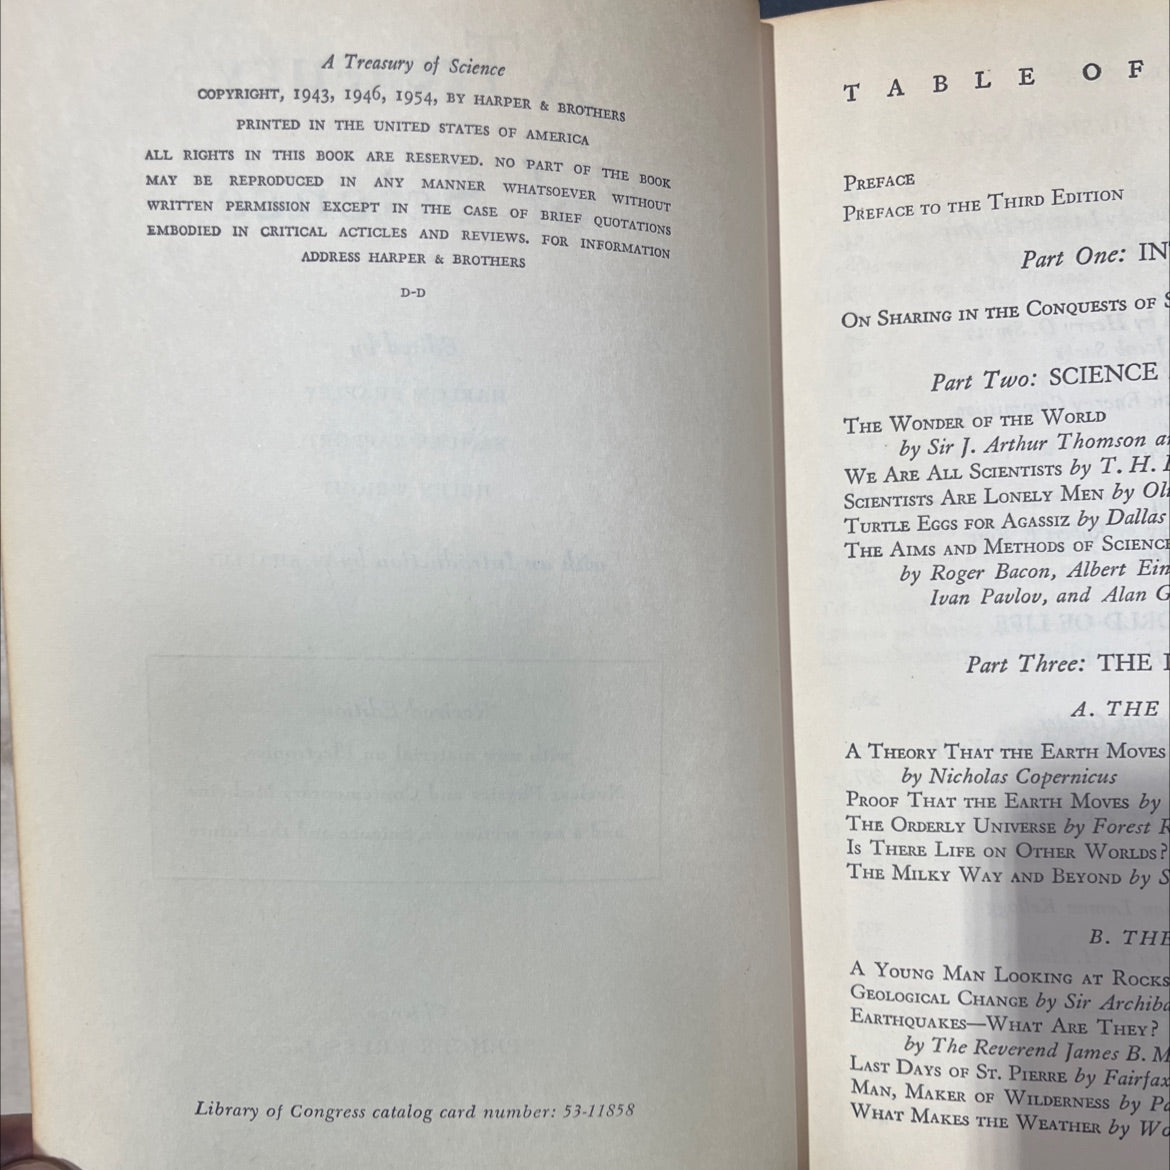 A Treasury of Science
COPYRIGHT, 1943, 1946, 1954, BY HARPER & BROTHERS
PRINTED IN THE UNITED STATES OF AMERICA
ALL RIGHTS IN THIS BOOK ARE RESERVED. NO PART OF THE BOOK
MAY BE REPRODUCED IN ANY MANNER WHATSOEVER WITHOUT
WRITTEN PERMISSION EXCEPT IN THE CASE OF BRIEF QUOTATIONS
EMBODIED IN CRITICAL ACTICLES AND REVIEWS. FOR INFORMATION
ADDRESS HARPER & BROTHERS
D-D
Library of Congress catalog card number: 53-11858
TABLE OF
PREFACE
PREFACE TO THE THIRD EDITION
Part One:
ON SHARING IN THE CONQUESTS OF
Part Two: SCIENCE
THE WONDER OF THE WORLD
by Sir J. Arthur Thomson
WE ARE ALL SCIENTISTS by T. H.
SCIENTISTS ARE LONELY MEN by
TURTLE EGGS FOR AGASSIZ by Dallas
THE AIMS AND METHODS OF
by Roger Bacon, Albert
Ivan Pavlov, and Alan
Part Three: THE
A. THE
A THEORY THAT THE EARTH MOVES
by Nicholas Copernicus
PROOF THAT THE EARTH MOVES by
THE ORDERLY UNIVERSE by Forest
IS THERE LIFE ON OTHER WORLDS?
THE MILKY WAY AND BEYOND by
B. THE
A YOUNG MAN LOOKING AT ROCKS
GEOLOGICAL CHANGE by Sir
EARTHQUAKES—WHAT ARE THEY?
by The Reverend James B.
LAST DAYS OF ST. PIERRE by Fairfax
MAN, MAKER OF WILDERNESS by
WHAT MAKES THE WEATHER by